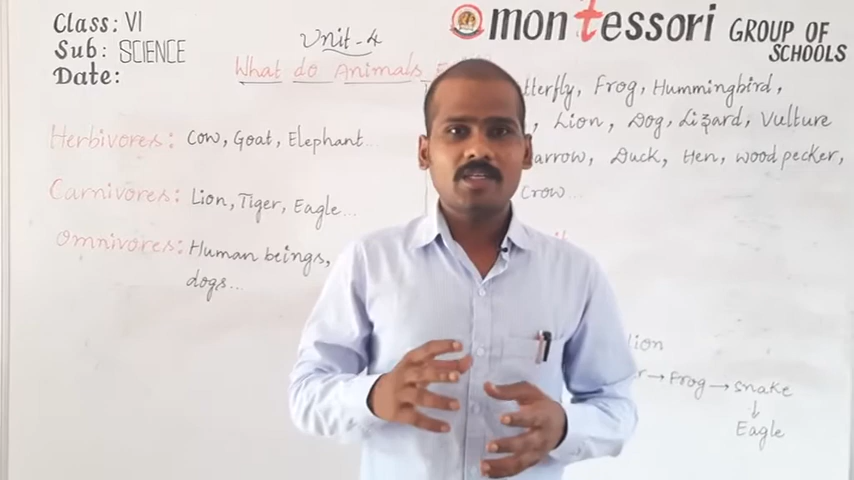 Class: VI
Sub: SCIENCE
Date:
Unit-4
What do Animals
montessori GROUP OF
SCHOOLS
Herbivores: Cow, Goat, Elephant...
Carnivores: Lion, Tiger, Eagle...
Omnivores: Human beings,
dogs...
Frog, Hummingbird,
Lion, Dog, Lizard, Vulture
Duck, Hen, wood pecker,
Crow...
lion
→ Frog → snake
↓
Eagle